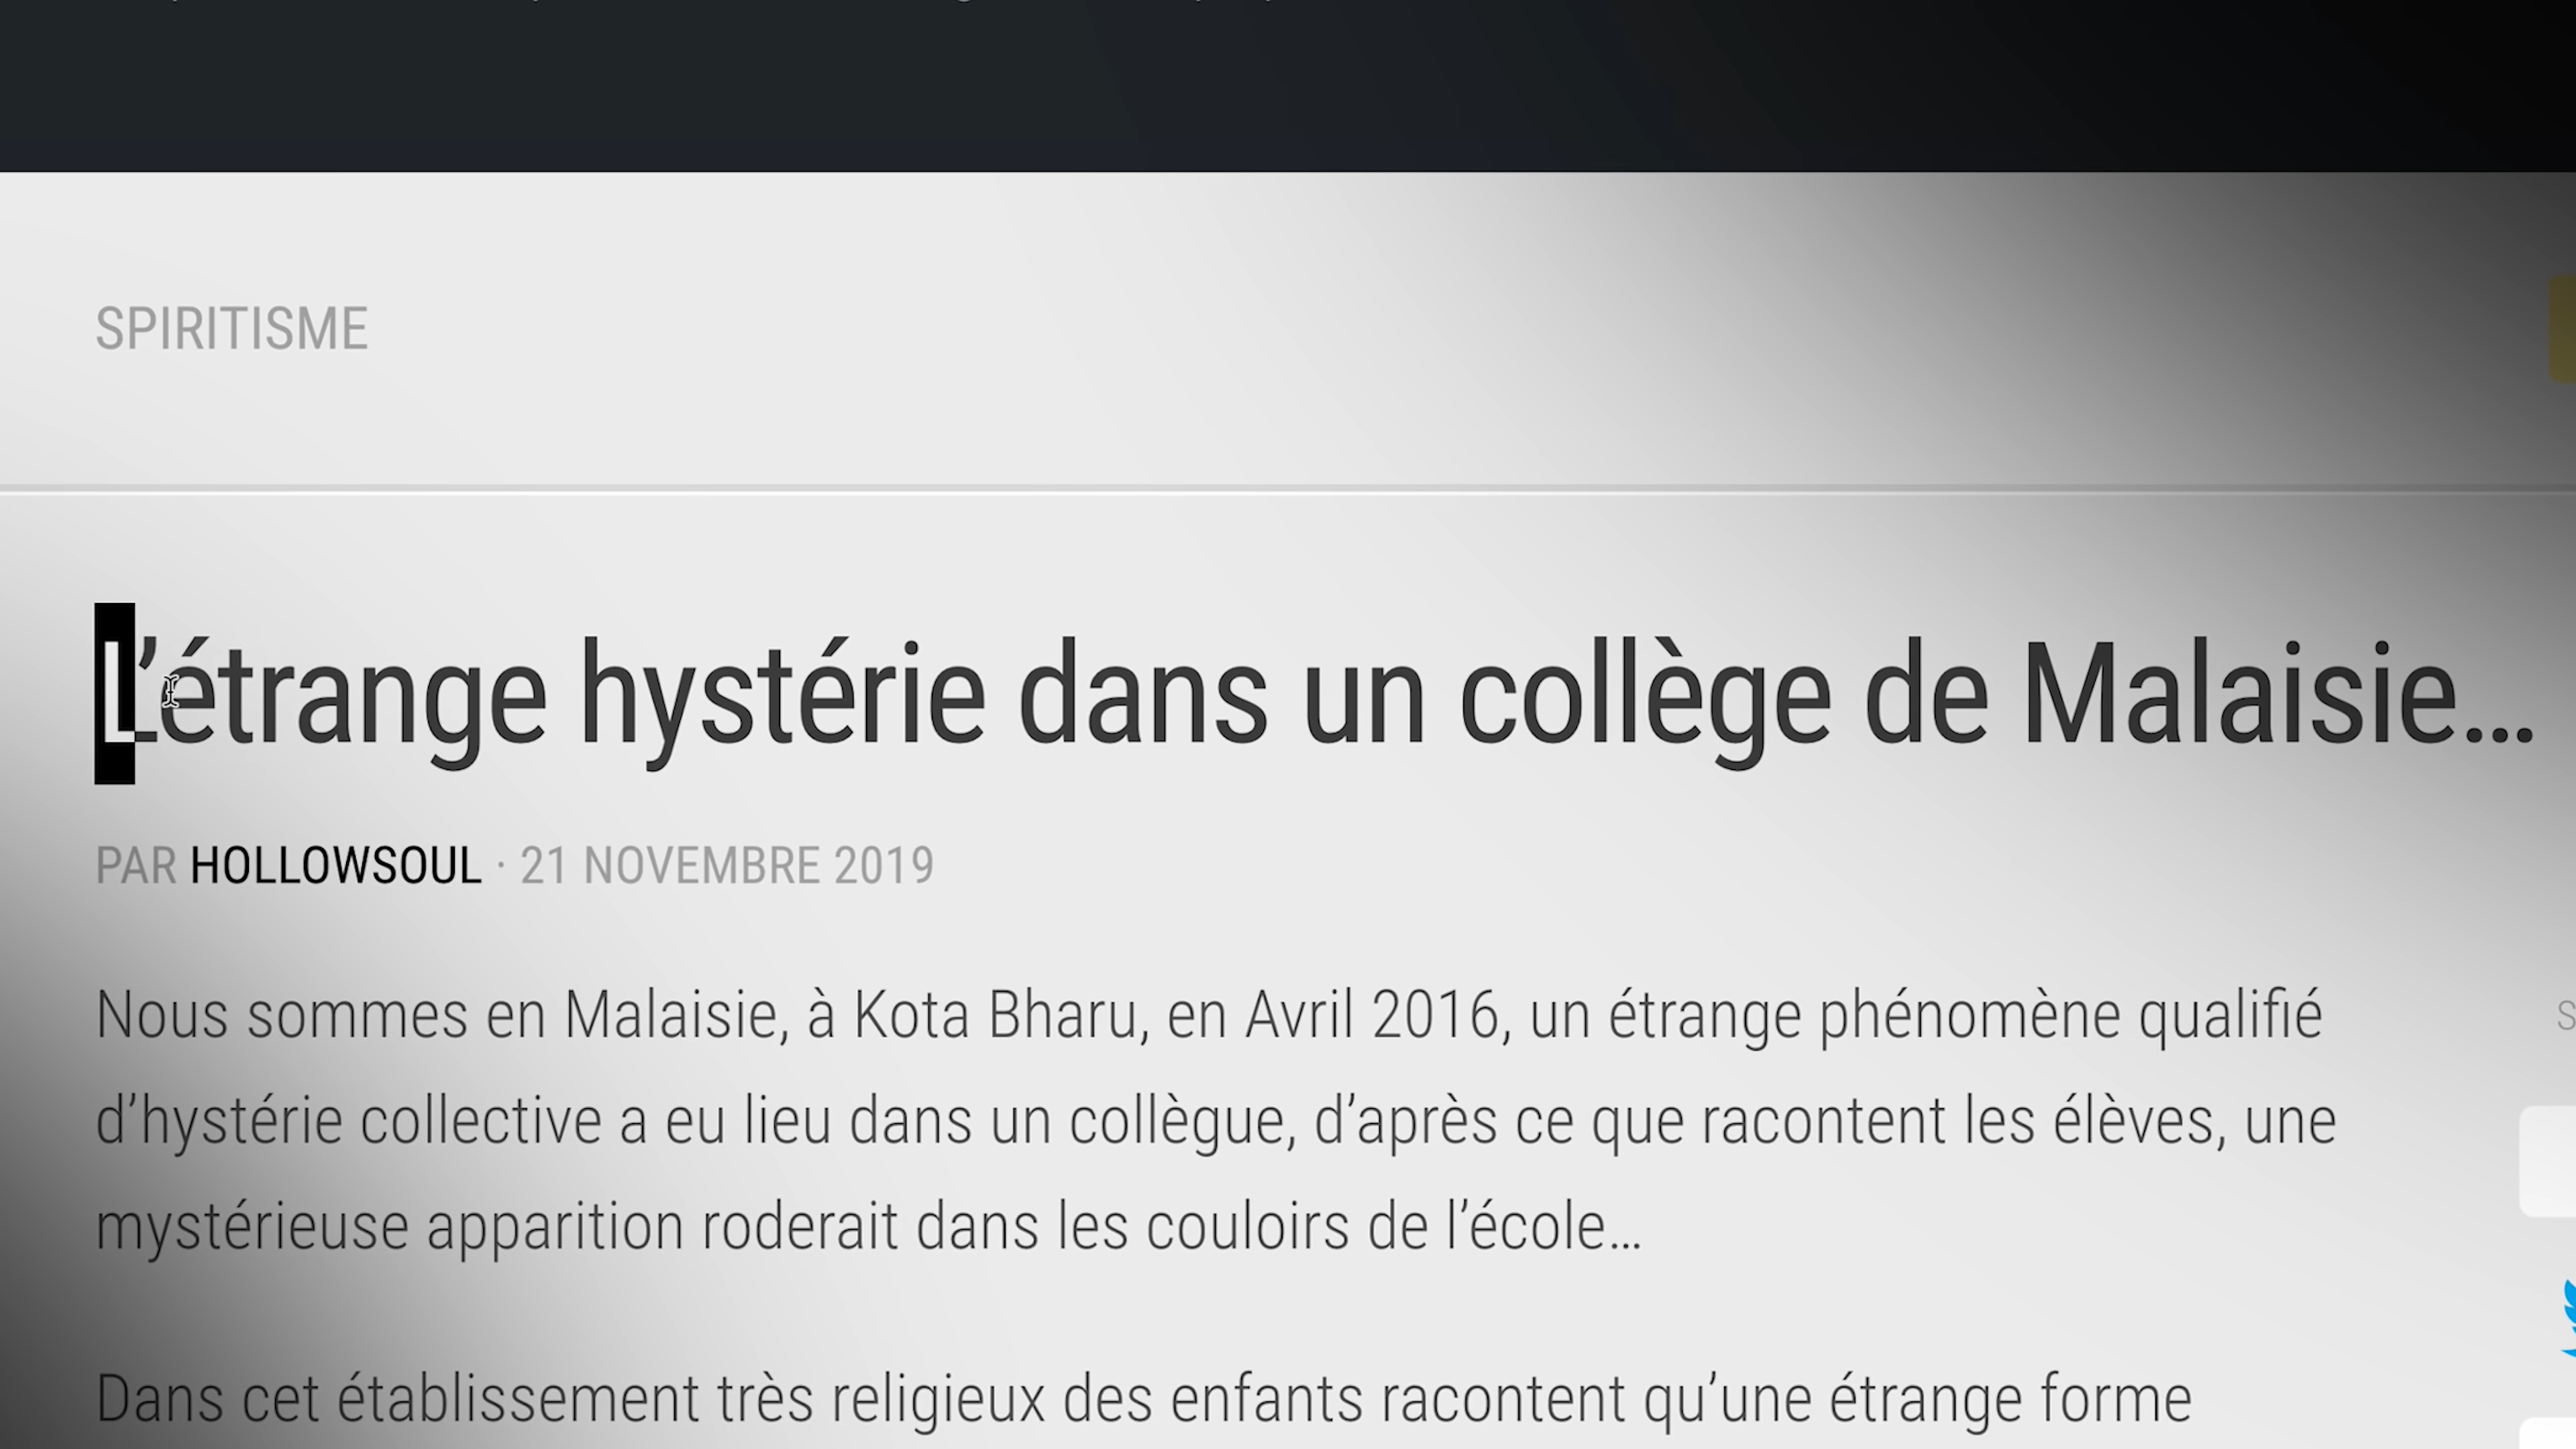 SPIRITISME
L’étrange hystérie dans un collège de Malaisie…
PAR HOLLOWSOUL · 21 NOVEMBRE 2019
Nous sommes en Malaisie, à Kota Bharu, en Avril 2016, un étrange phénomène qualifié
d’hystérie collective a eu lieu dans un collègue, d’après ce que racontent les élèves, une
mystérieuse apparition roderait dans les couloirs de l’école…
Dans cet établissement très religieux des enfants racontent qu’une étrange forme